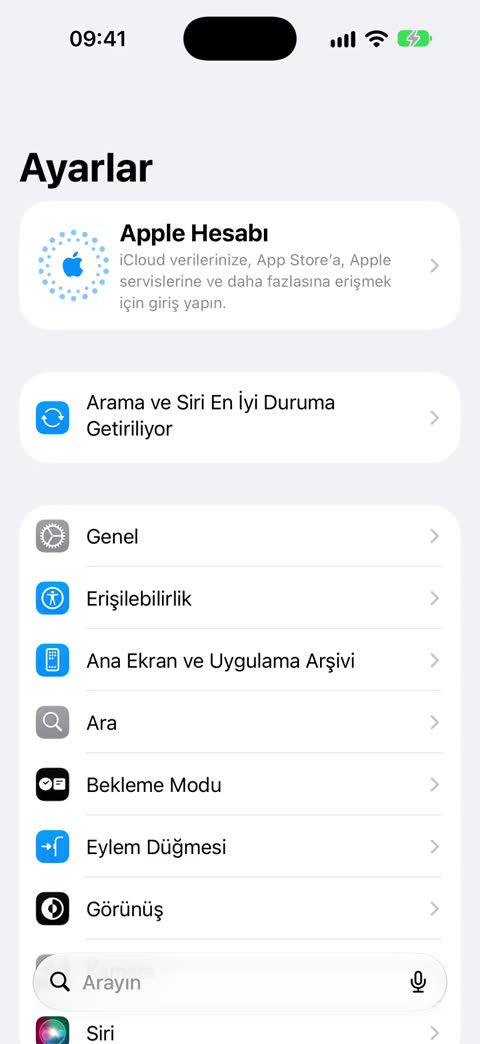 09:41
Ayarlar
Apple Hesabı
iCloud verilerinize, App Store'a, Apple
servislerine ve daha fazlasına erişmek
için giriş yapın.
Arama ve Siri En İyi Duruma
Getiriliyor
Genel
Erişilebilirlik
Ana Ekran ve Uygulama Arşivi
Ara
Bekleme Modu
Eylem Düğmesi
Görünüş
Arayın
Siri